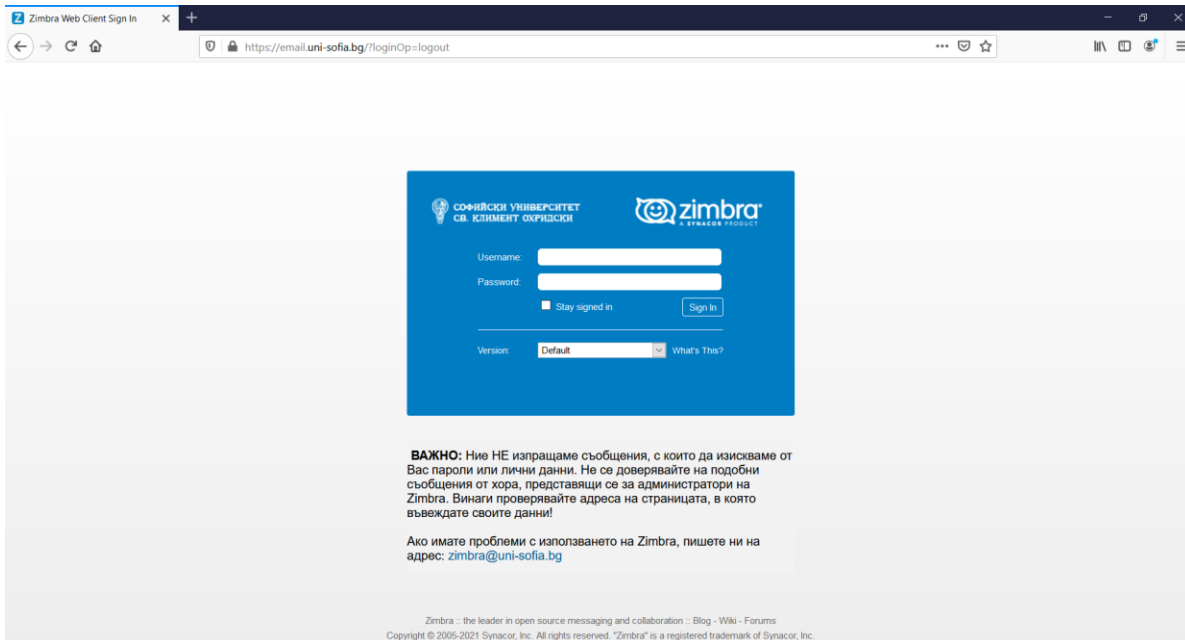 Zimbra Web Client Sign In
https://email.uni-sofia.bg/?loginOp=logout
СОФИЙСКИ УНИВЕРСИТЕТ
СВ. КЛИМЕНТ ОХРИДСКИ
zimbra
A SYNACOR PRODUCT
Username:
Password:
Stay signed in
Sign In
Version:
Default
What's This?
ВАЖНО: Ние НЕ изпращаме съобщения, с които да изискваме от
Вас пароли или лични данни. Не се доверявайте на подобни
съобщения от хора, представящи се за администратори на
Zimbra. Винаги проверявайте адреса на страницата, в която
въвеждате своите данни!
Ако имате проблеми с използването на Zimbra, пишете ни на
адрес: zimbra@uni-sofia.bg
Zimbra :: the leader in open source messaging and collaboration :: Blog - Wiki - Forums
Copyright © 2005-2021 Synacor, Inc. All rights reserved. "Zimbra" is a registered trademark of Synacor, Inc.